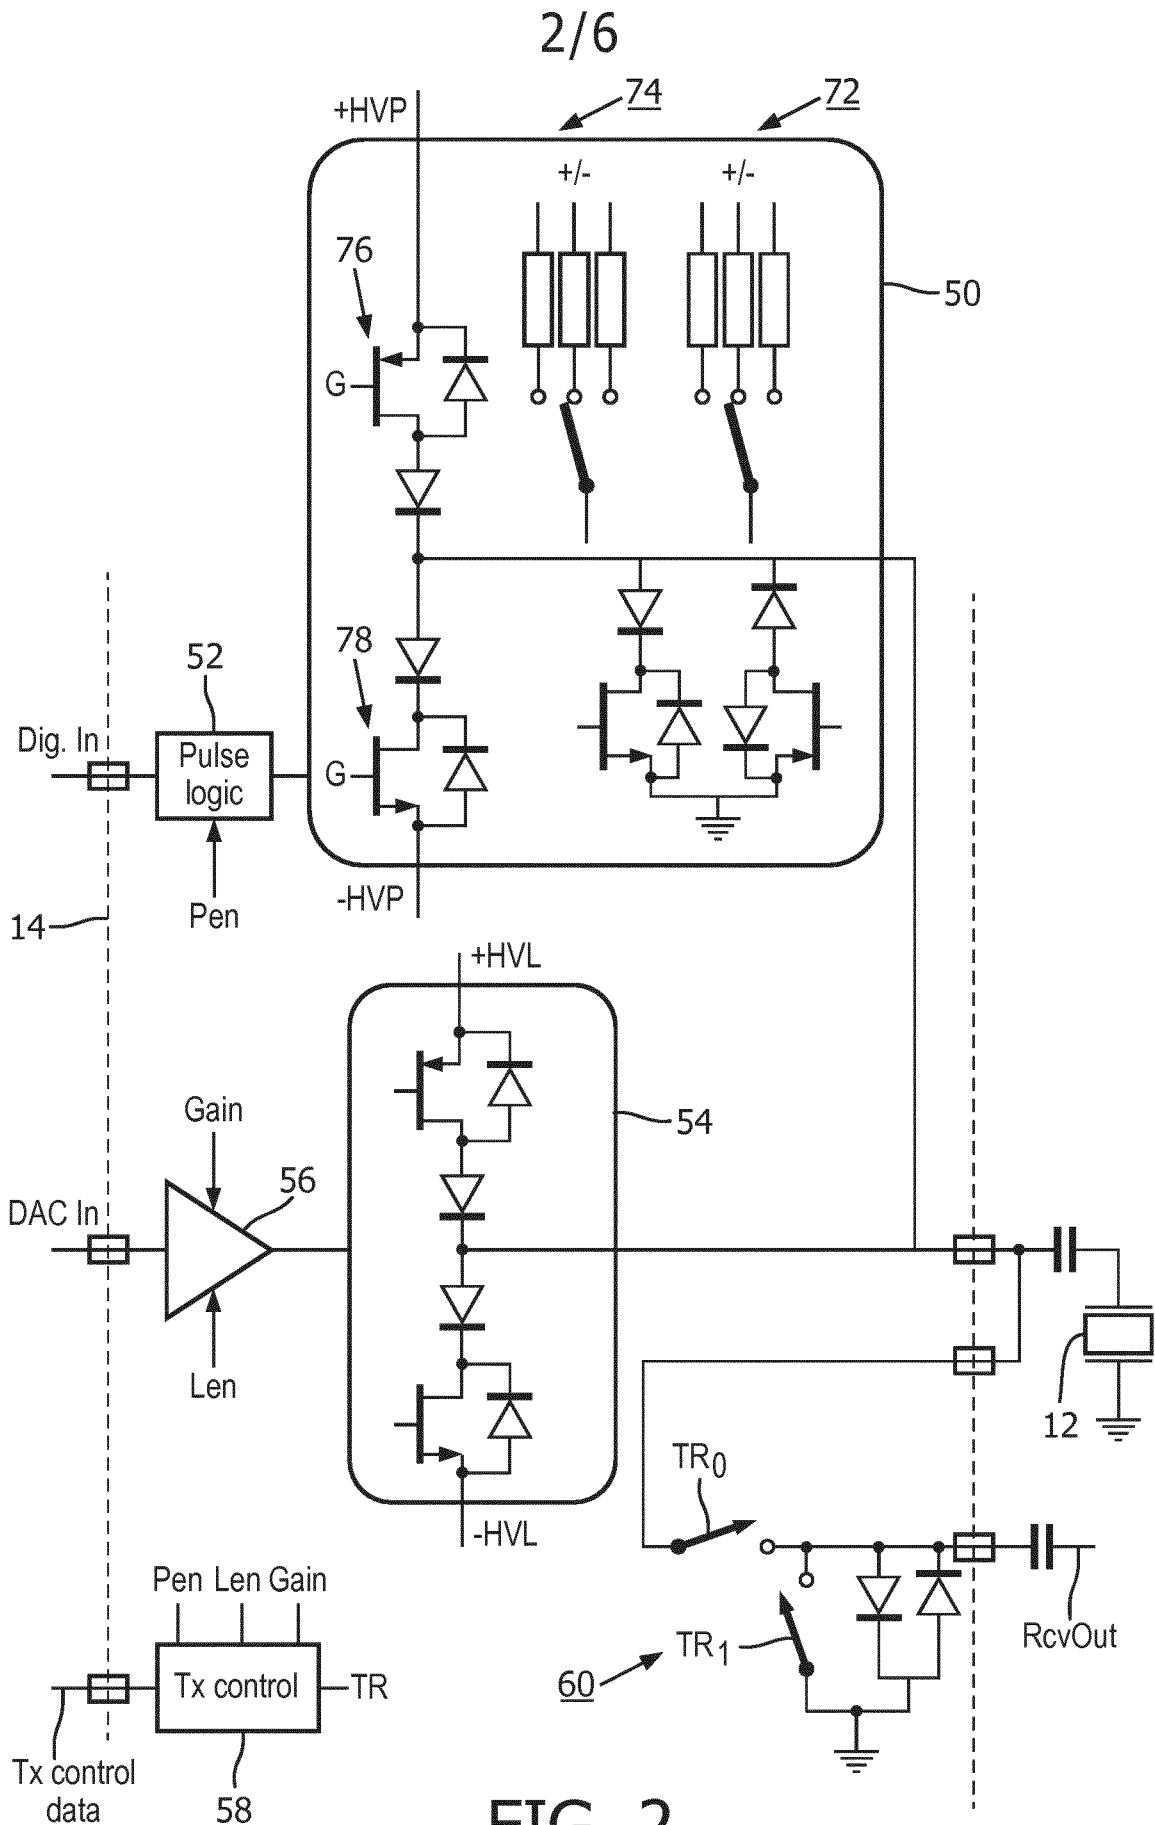 2/6
+HVP
74
72
+/-
+/-
76
50
G
78
52
Dig. In
Pulse
logic
G
Pen
-HVP
14
+HVL
Gain
54
56
DAC In
Len
12
TR0
-HVL
Pen Len Gain
TR1
RcvOut
60
Tx control
TR
Tx control
data
58
FIG. 2